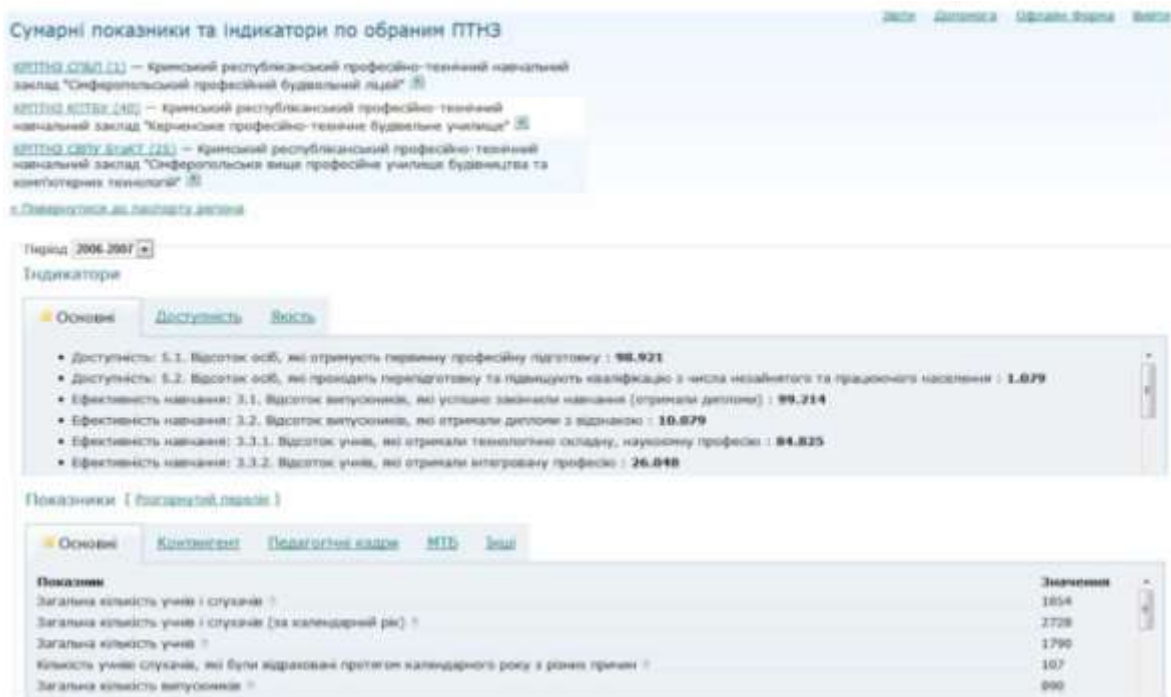 Звіти Допомога Офлайн Форма Вийти
Сумарні показники та індикатори по обраним ПТНЗ
КРПТНЗ СПБЛ (1) — Кримський республіканський професійно-технічний навчальний
заклад "Сімферопольський професійний будівельний ліцей"
КРПТНЗ КПТБУ (40) — Кримський республіканський професійно-технічний
навчальний заклад "Керченське професійно-технічне будівельне училище"
КРПТНЗ СВПУ БтаКТ (25) — Кримський республіканський професійно-технічний
навчальний заклад "Сімферопольське вище професійне училище будівництва та
комп'ютерних технологій"
« Повернутися до паспорту регіона
Період 2006-2007
Індикатори
Основні Доступність Якість
• Доступність: 5.1. Відсоток осіб, які отримують первинну професійну підготовку : 98.921
• Доступність: 5.2. Відсоток осіб, які проходять перепідготовку та підвищують кваліфікацію з числа незайнятого та працюючого населення : 1.079
• Ефективність навчання: 3.1. Відсоток випускників, які успішно закінчили навчання (отримали дипломи) : 99.214
• Ефективність навчання: 3.2. Відсоток випускників, які отримали дипломи з відзнакою : 10.079
• Ефективність навчання: 3.3.1. Відсоток учнів, які отримали технологічно складну, наукоємну професію : 84.825
• Ефективність навчання: 3.3.2. Відсоток учнів, які отримали інтегровану професію : 26.048
Показники [ Розгорнутий перелік ]
Основні Контингент Педагогічні кадри МТБ Інші
Показник Значення
Загальна кількість учнів і слухачів 1854
Загальна кількість учнів і слухачів (за календарний рік) 2728
Загальна кількість учнів 1790
Кількість учнів слухачів, які були відраховані протягом календарного року з різних причин 107
Загальна кількість випускників 890